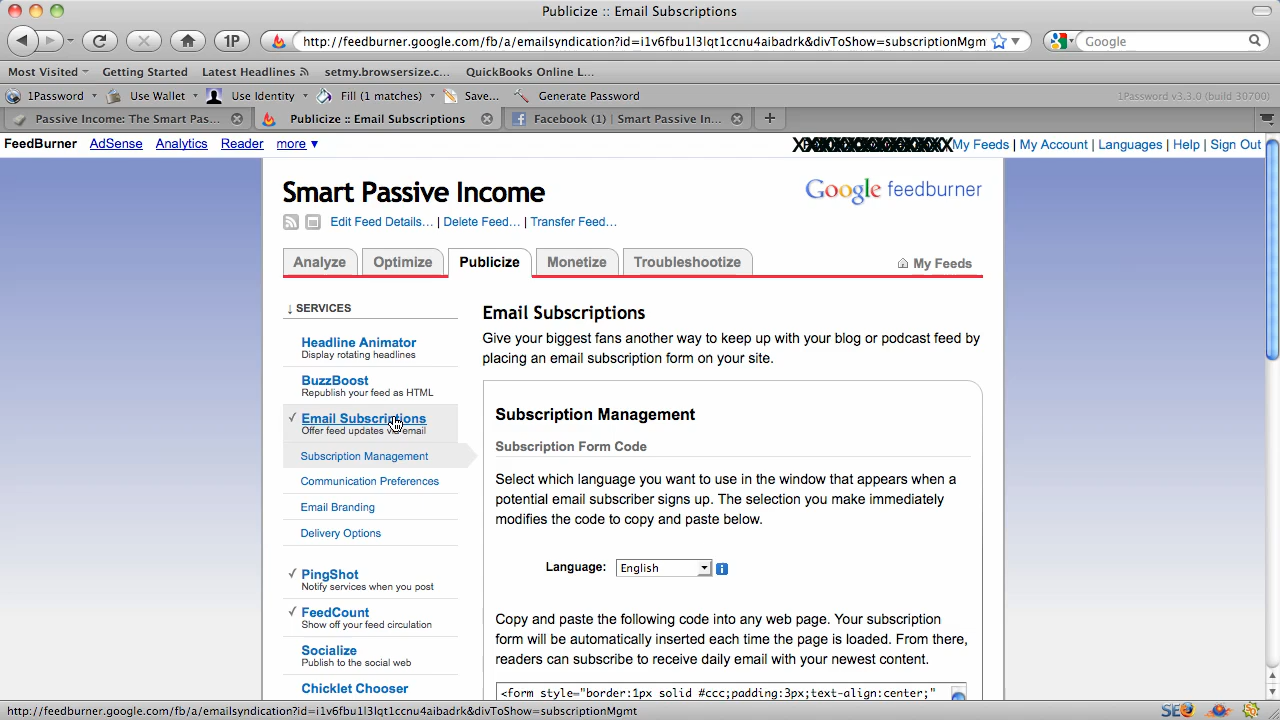 Publicize :: Email Subscriptions
1P
http://feedburner.google.com/fb/a/emailsyndication?id=i1v6fbu1l3lqt1ccnu4aibadrk&divToShow=subscriptionMgm
Google
Most Visited Getting Started Latest Headlines setmy.browsersize.c... QuickBooks Online L...
1Password Use Wallet Use Identity Fill (1 matches) Save... Generate Password 1Password v3.3.0 (build 30700)
Passive Income: The Smart Pas... Publicize :: Email Subscriptions Facebook (1) | Smart Passive In...
FeedBurner AdSense Analytics Reader more ▼ My Feeds | My Account | Languages | Help | Sign Out
Smart Passive Income
Google feedburner
Edit Feed Details... | Delete Feed... | Transfer Feed...
Analyze Optimize Publicize Monetize Troubleshootize My Feeds
↓ SERVICES
Headline Animator
Display rotating headlines
BuzzBoost
Republish your feed as HTML
✓ Email Subscriptions
Offer feed updates via email
Subscription Management
Communication Preferences
Email Branding
Delivery Options
✓ PingShot
Notify services when you post
✓ FeedCount
Show off your feed circulation
Socialize
Publish to the social web
Chicklet Chooser
Email Subscriptions
Give your biggest fans another way to keep up with your blog or podcast feed by
placing an email subscription form on your site.
Subscription Management
Subscription Form Code
Select which language you want to use in the window that appears when a
potential email subscriber signs up. The selection you make immediately
modifies the code to copy and paste below.
Language: English
Copy and paste the following code into any web page. Your subscription
form will be automatically inserted each time the page is loaded. From there,
readers can subscribe to receive daily email with your newest content.
<form style="border:1px solid #ccc;padding:3px;text-align:center;"
http://feedburner.google.com/fb/a/emailsyndication?id=i1v6fbu1l3lqt1ccnu4aibadrk&divToShow=subscriptionMgmt
SEO